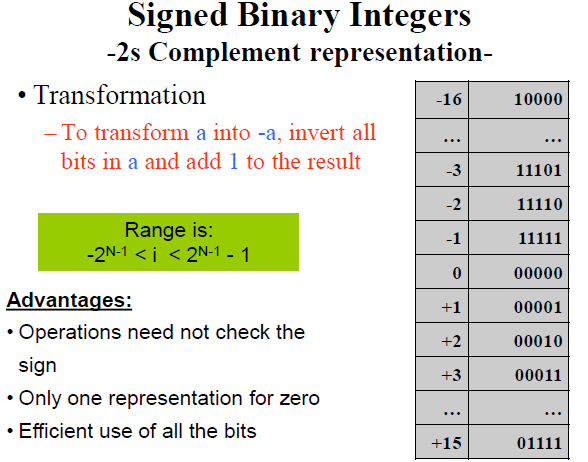 Signed Binary Integers
-2s Complement representation-
• Transformation
– To transform a into -a, invert all
bits in a and add 1 to the result
Range is:
-2^N-1 < i < 2^N-1 - 1
Advantages:
• Operations need not check the
sign
• Only one representation for zero
• Efficient use of all the bits
-16 10000
... ...
-3 11101
-2 11110
-1 11111
0 00000
+1 00001
+2 00010
+3 00011
... ...
+15 01111